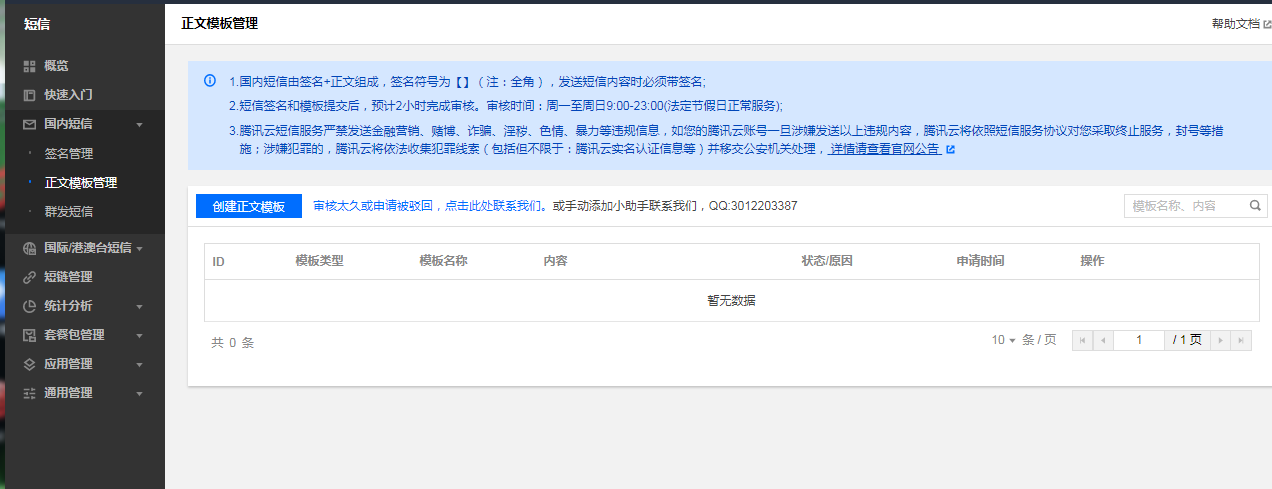 短信
正文模板管理
帮助文档
概览
快速入门
国内短信
签名管理
正文模板管理
群发短信
国际/港澳台短信
短链管理
统计分析
套餐包管理
应用管理
通用管理
1.国内短信由签名+正文组成，签名符号为【】（注：全角），发送短信内容时必须带签名;
2.短信签名和模板提交后，预计2小时完成审核。审核时间：周一至周日9:00-23:00(法定节假日正常服务);
3.腾讯云短信服务严禁发送金融营销、赌博、诈骗、淫秽、色情、暴力等违规信息，如您的腾讯云账号一旦涉嫌发送以上违规内容，腾讯云将依照短信服务协议对您采取终止服务，封号等措
施；涉嫌犯罪的，腾讯云将依法收集犯罪线索（包括但不限于：腾讯云实名认证信息等）并移交公安机关处理，详情请查看官网公告
创建正文模板 审核太久或申请被驳回，点击此处联系我们。或手动添加小助手联系我们，QQ:3012203387 模板名称、内容
ID 模板类型 模板名称 内容 状态/原因 申请时间 操作
暂无数据
共 0 条 10 条 / 页 1 / 1 页